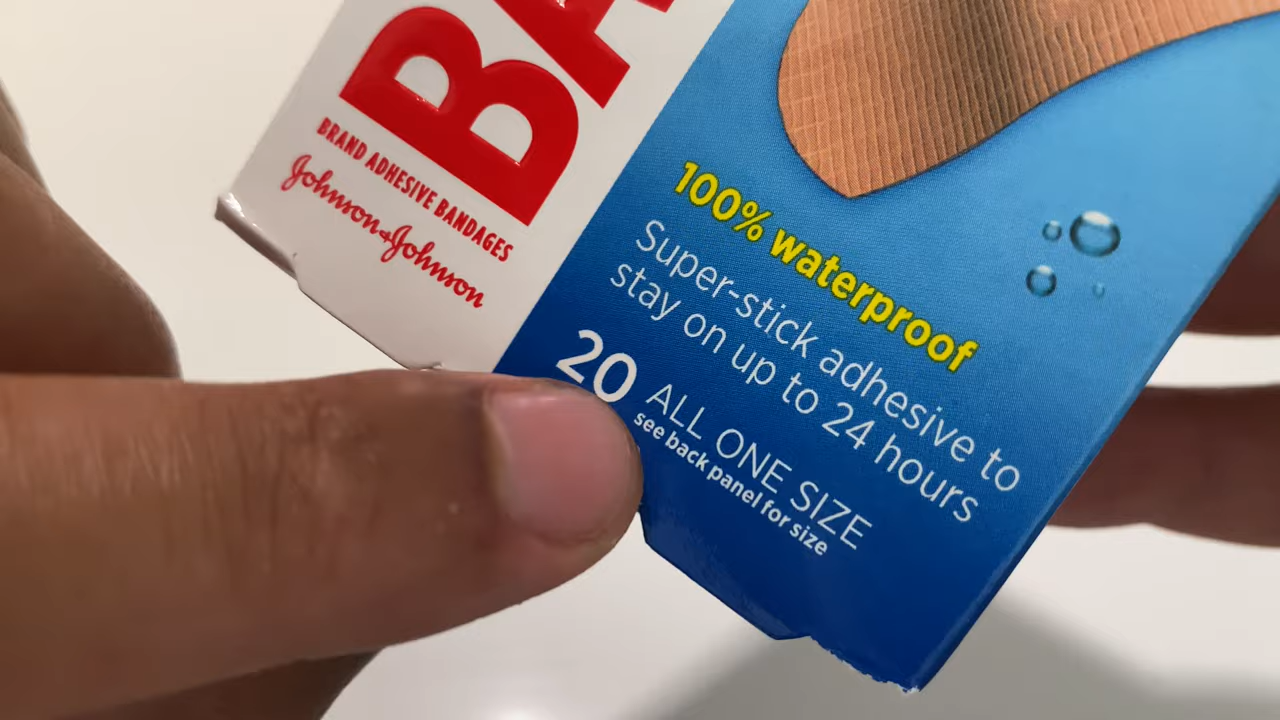 BA
BRAND ADHESIVE BANDAGES
Johnson+Johnson
100% waterproof
Super-stick adhesive to
stay on up to 24 hours
20 ALL ONE SIZE
see back panel for size